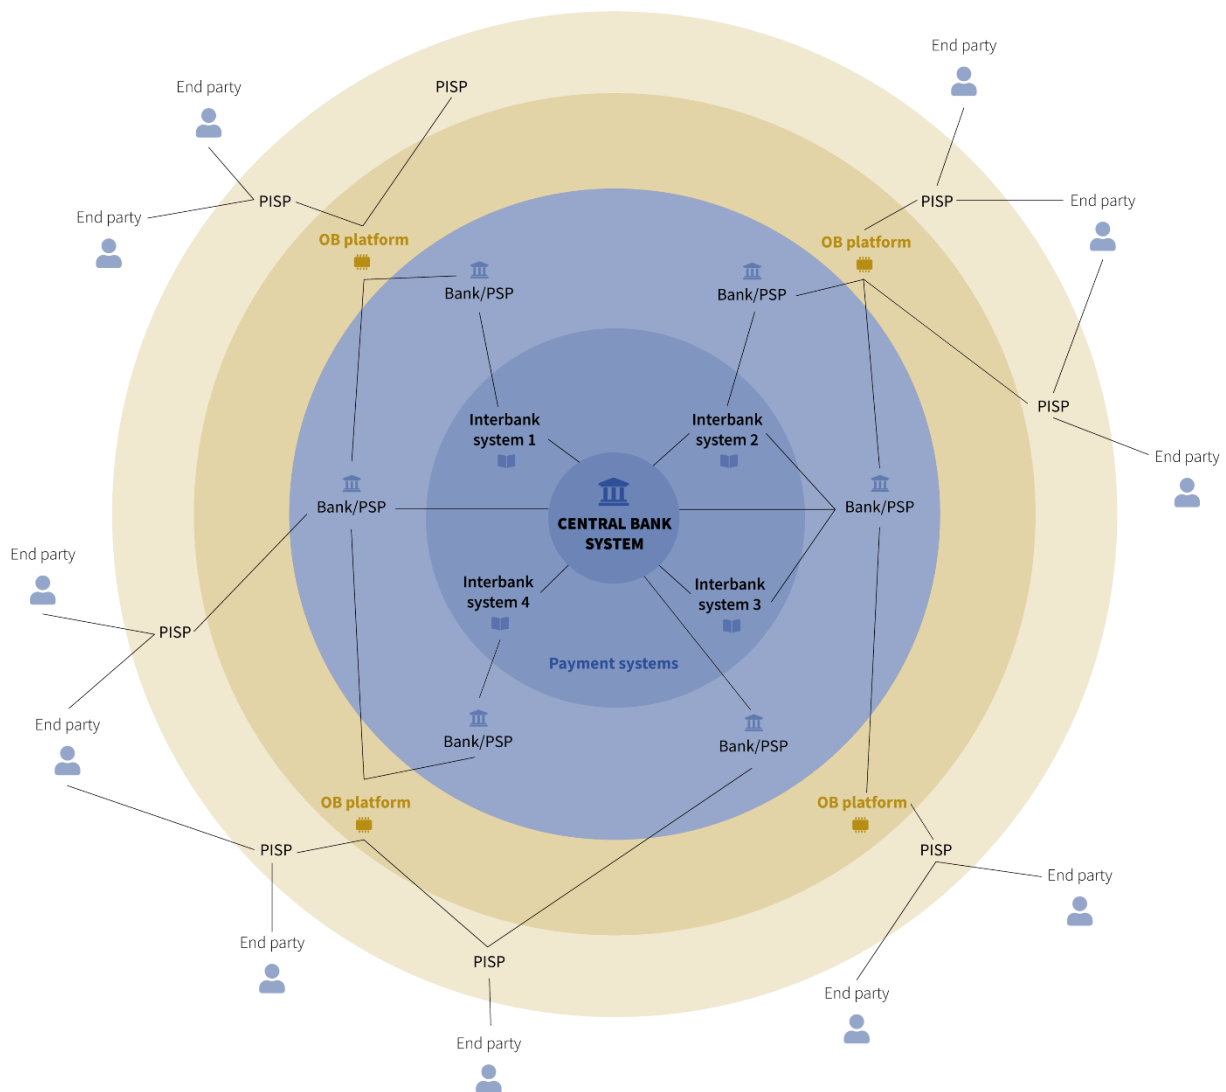 End party
End party
PISP
End party
PISP
PISP
End party
End party
OB platform
OB platform
Bank/PSP
Bank/PSP
PISP
Interbank
system 1
Interbank
system 2
End party
Bank/PSP
CENTRAL BANK
SYSTEM
Bank/PSP
End party
Interbank
system 4
Interbank
system 3
PISP
Payment systems
End party
Bank/PSP
Bank/PSP
OB platform
OB platform
PISP
PISP
End party
End party
PISP
End party
End party